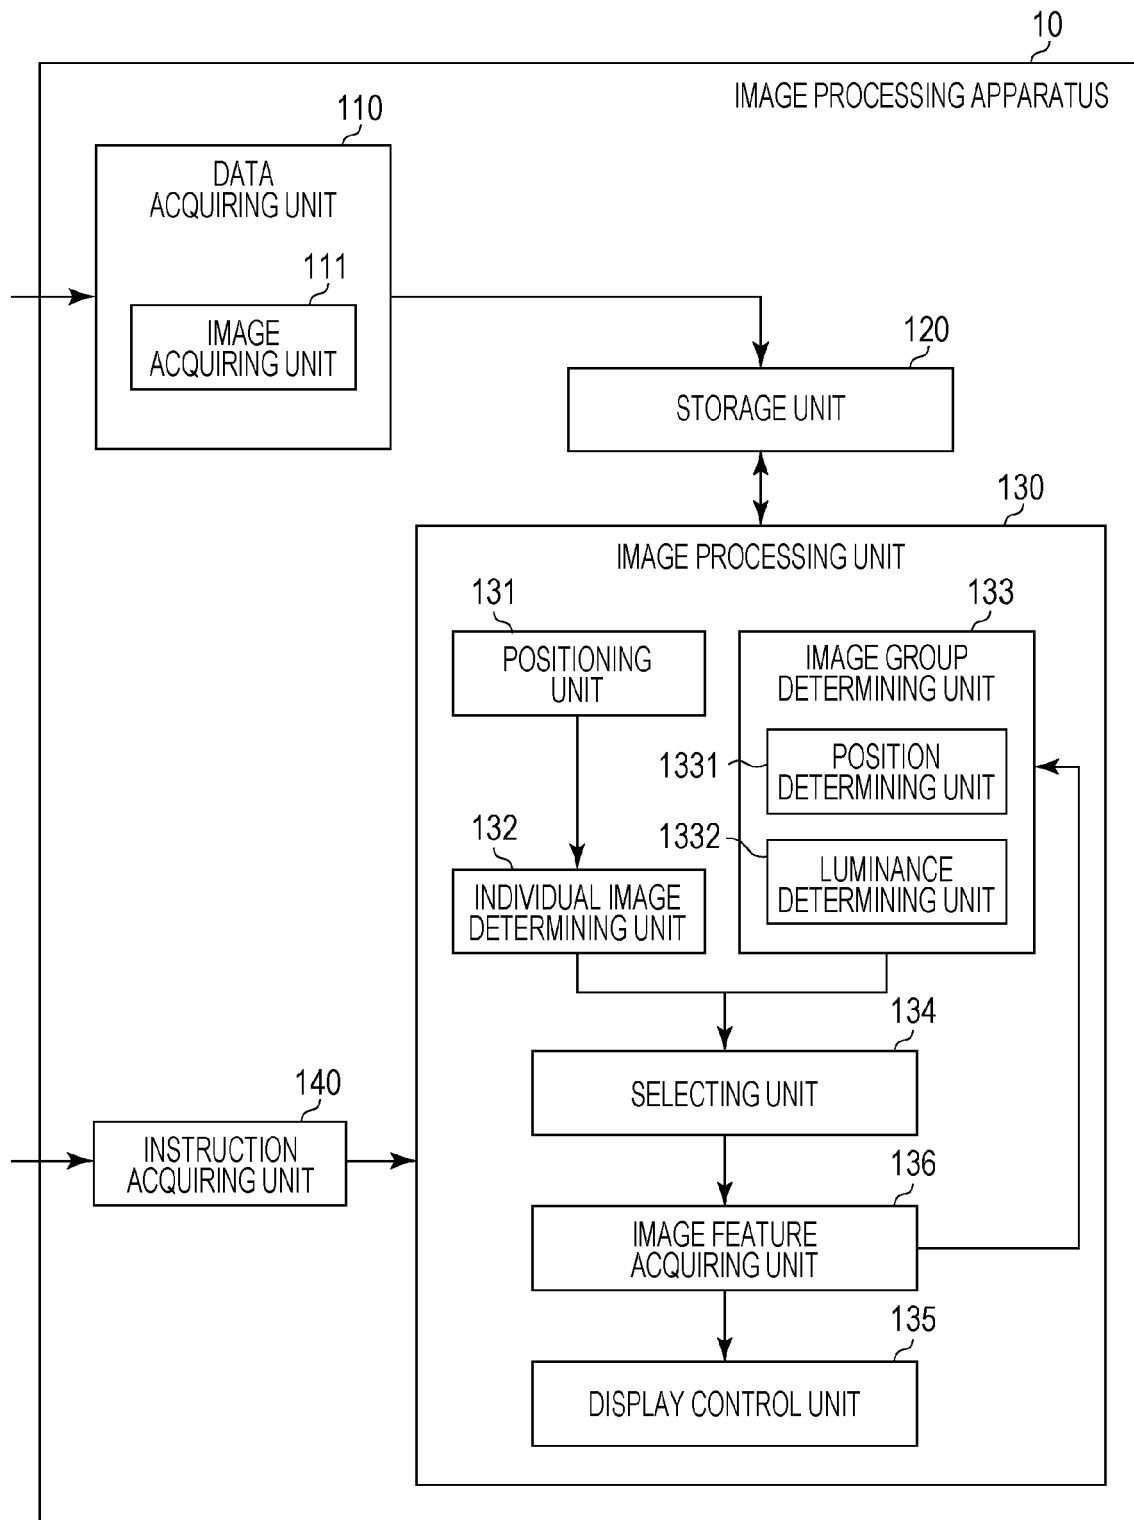 10
IMAGE PROCESSING APPARATUS
110
DATA
ACQUIRING UNIT
111
IMAGE
ACQUIRING UNIT
120
STORAGE UNIT
130
IMAGE PROCESSING UNIT
131
POSITIONING
UNIT
133
IMAGE GROUP
DETERMINING UNIT
1331
POSITION
DETERMINING UNIT
132
INDIVIDUAL IMAGE
DETERMINING UNIT
1332
LUMINANCE
DETERMINING UNIT
134
SELECTING UNIT
140
INSTRUCTION
ACQUIRING UNIT
136
IMAGE FEATURE
ACQUIRING UNIT
135
DISPLAY CONTROL UNIT